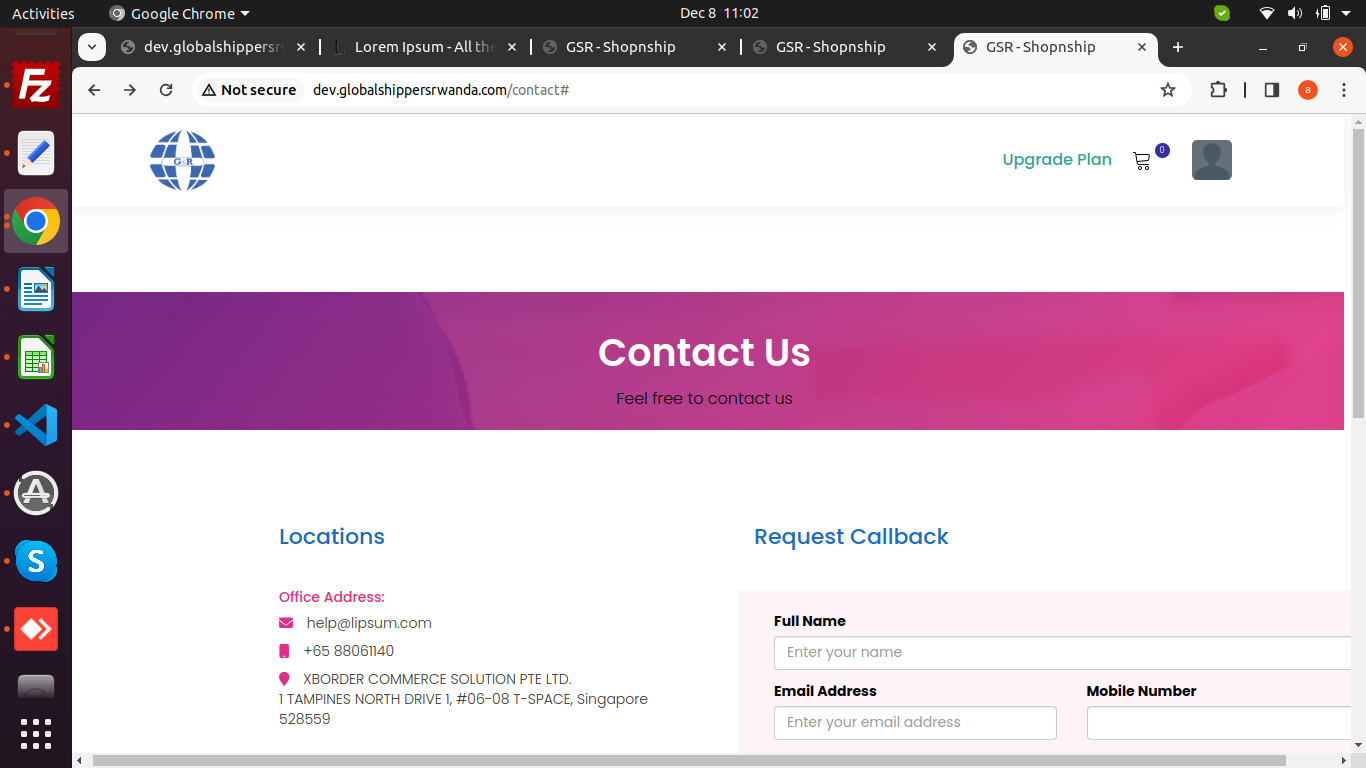 Activities
Google Chrome
Dec 8 11:02
dev.globalshippersr
Lorem Ipsum - All the
GSR - Shopnship
GSR - Shopnship
GSR - Shopnship
Not secure
dev.globalshippersrwanda.com/contact#
a
GSR
Upgrade Plan
0
Contact Us
Feel free to contact us
Locations
Office Address:
help@lipsum.com
+65 88061140
XBORDER COMMERCE SOLUTION PTE LTD.
1 TAMPINES NORTH DRIVE 1, #06-08 T-SPACE, Singapore
528559
Request Callback
Full Name
Enter your name
Email Address
Mobile Number
Enter your email address